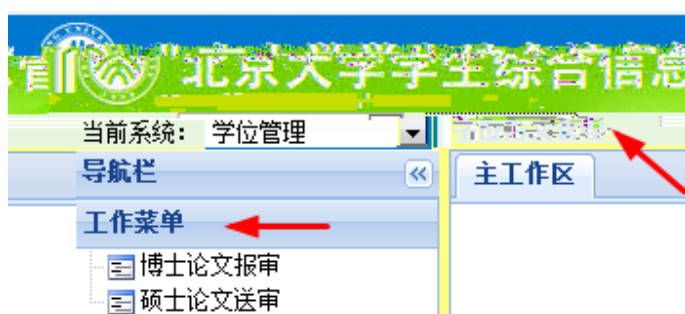 北京大学学生综合信息
当前系统： 学位管理
导航栏
主工作区
工作菜单
博士论文报审
硕士论文送审